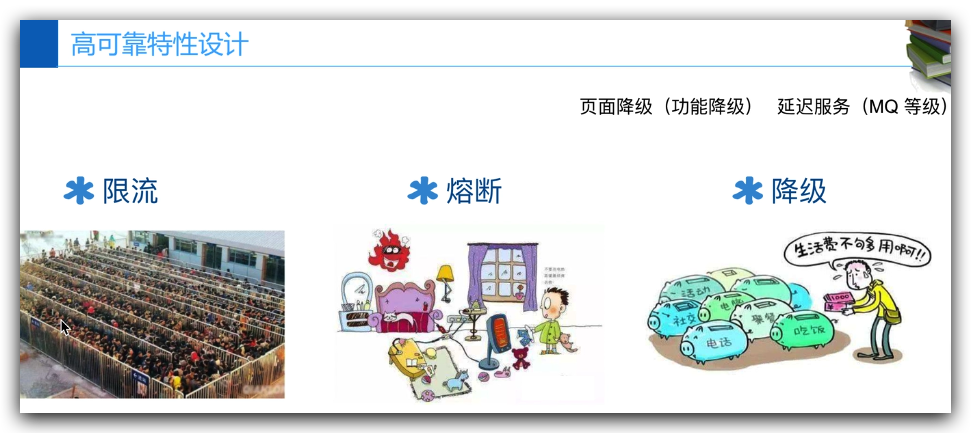 高可靠特性设计
页面降级（功能降级） 延迟服务（MQ 等级）
限流
熔断
降级
生活费不够多用啊!!
活动
社交
电话
聚餐
吃饭
1000